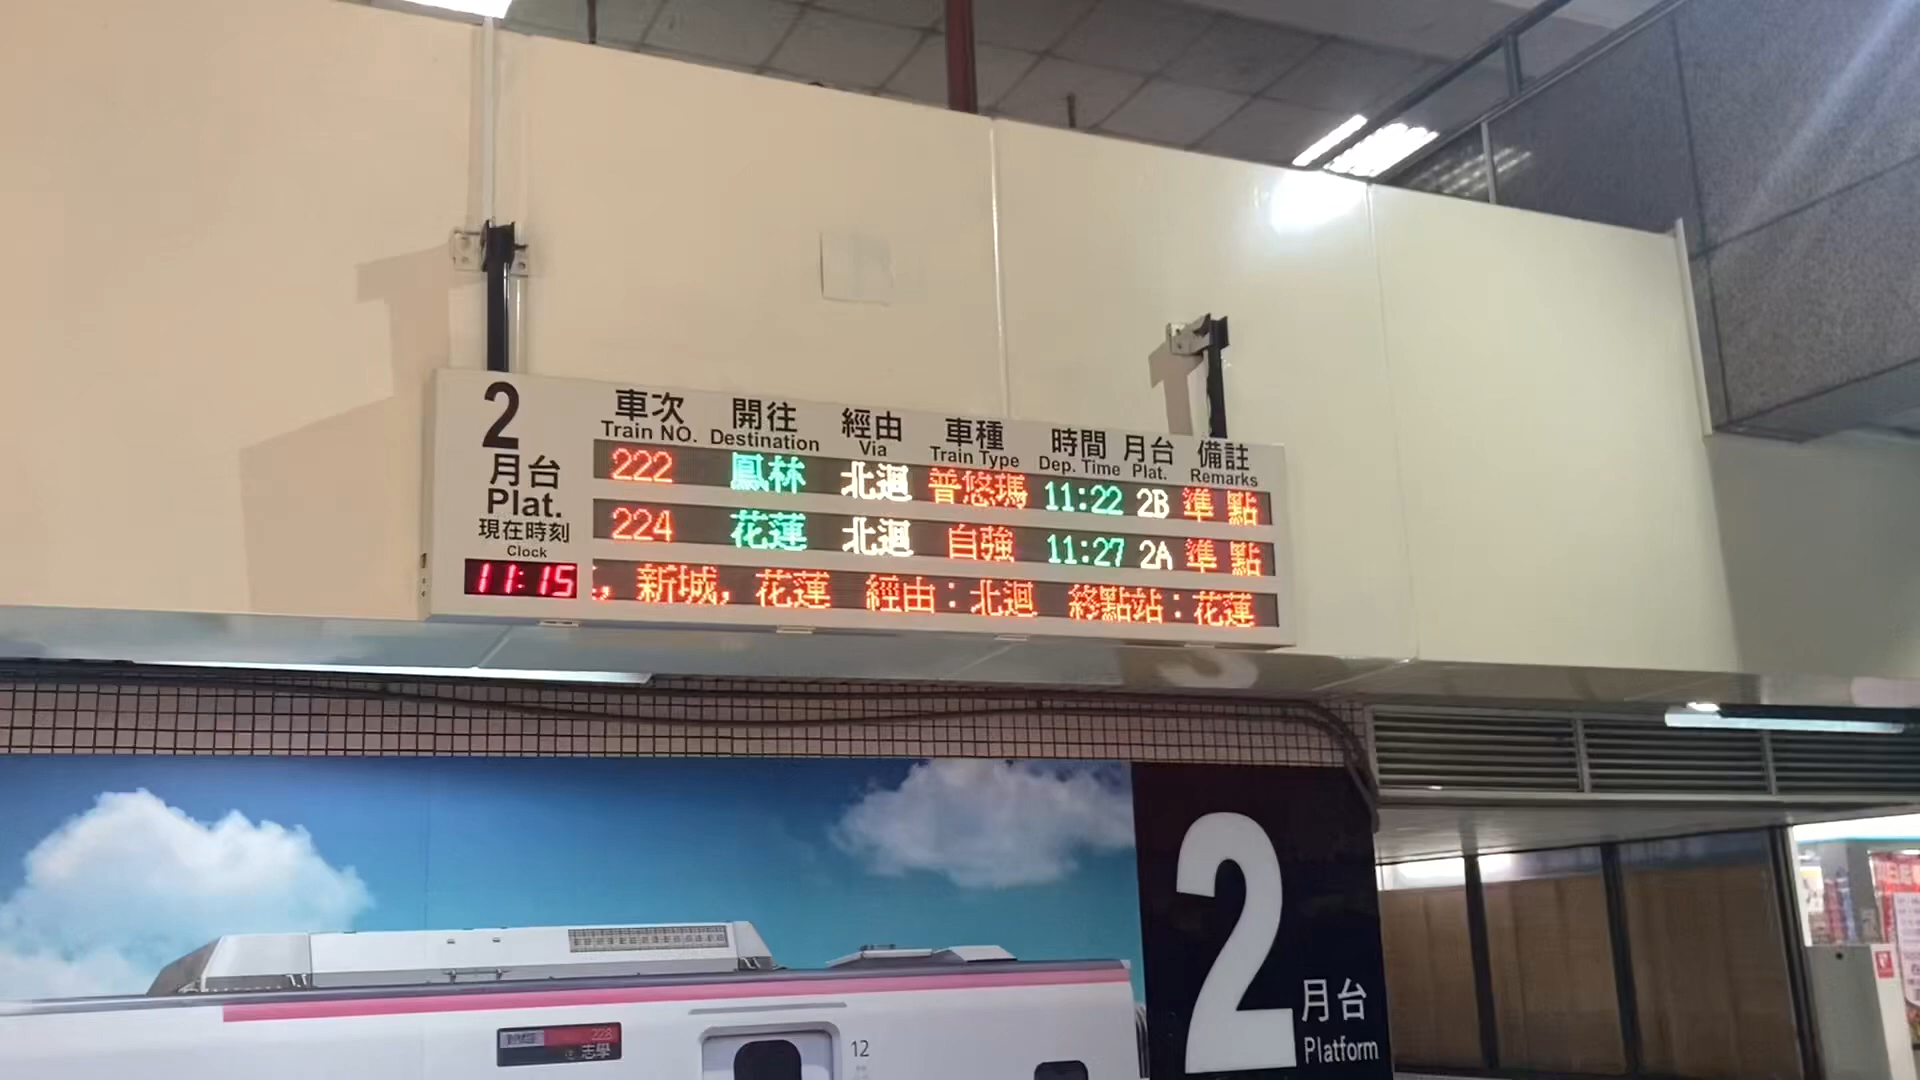 2
月台
Plat.
現在時刻
Clock
11:15
車次 開往 經由 車種 時間 月台 備註
Train NO. Destination Via Train Type Dep. Time Plat. Remarks
222 鳳林 北迴 普悠瑪 11:22 2B 準點
224 花蓮 北迴 自強 11:27 2A 準點
, 新城, 花蓮 經由:北迴 終點站:花蓮
228
志學
12
2
月台
Platform